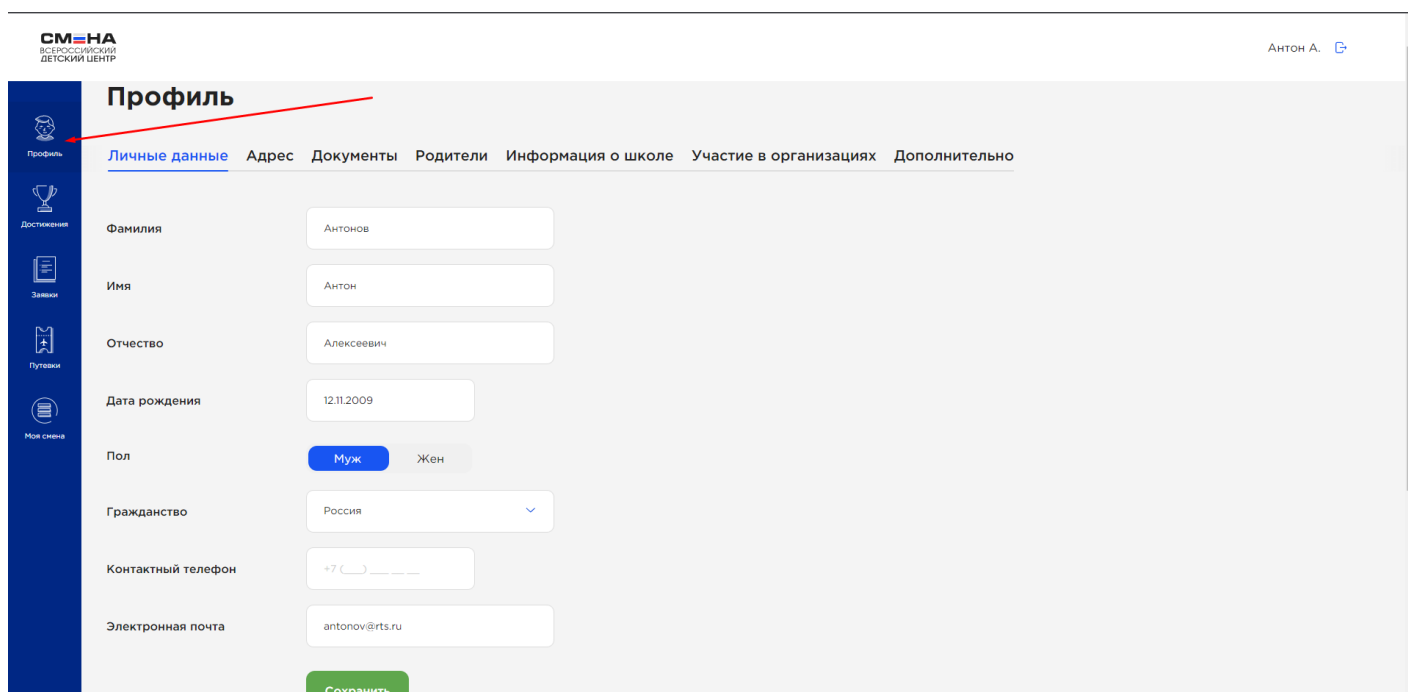 СМЕНА
ВСЕРОССИЙСКИЙ
ДЕТСКИЙ ЦЕНТР
Антон А.
Профиль
Достижения
Заявки
Путевки
Моя смена
Профиль
Личные данные Адрес Документы Родители Информация о школе Участие в организациях Дополнительно
Фамилия Антонов
Имя Антон
Отчество Алексеевич
Дата рождения 12.11.2009
Пол Муж Жен
Гражданство Россия
Контактный телефон +7 (___) ___ __ __
Электронная почта antonov@rts.ru
Сохранить